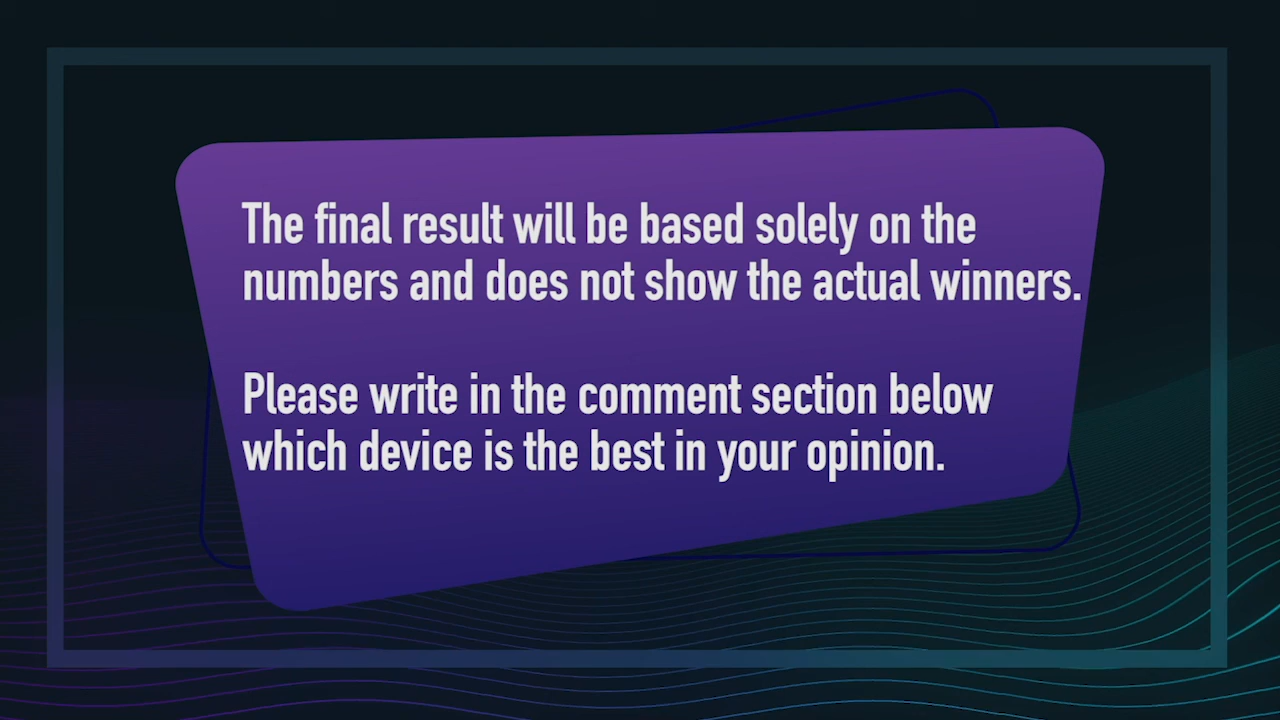 The final result will be based solely on the
numbers and does not show the actual winners.
Please write in the comment section below
which device is the best in your opinion.